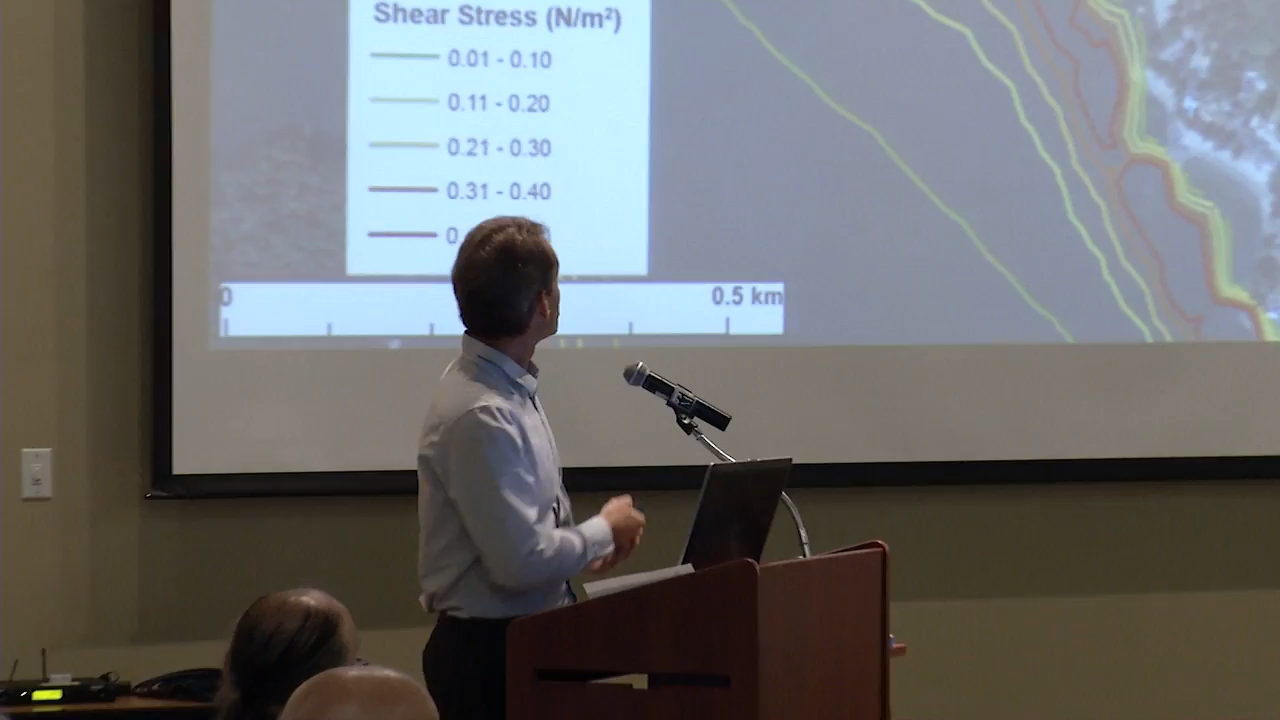 Shear Stress (N/m²)
0.01 - 0.10
0.11 - 0.20
0.21 - 0.30
0.31 - 0.40
0.
0
0.5 km